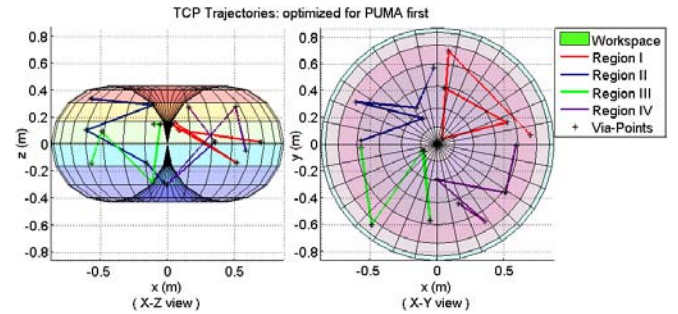 TCP Trajectories: optimized for PUMA first
0.8
0.6
0.4
0.2
0
-0.2
-0.4
-0.6
-0.8
z (m)
-0.5
0
0.5
x (m)
( X-Z view )
0.8
0.6
0.4
0.2
0
-0.2
-0.4
-0.6
-0.8
y (m)
-0.5
0
0.5
x (m)
( X-Y view )
Workspace
Region I
Region II
Region III
Region IV
Via-Points